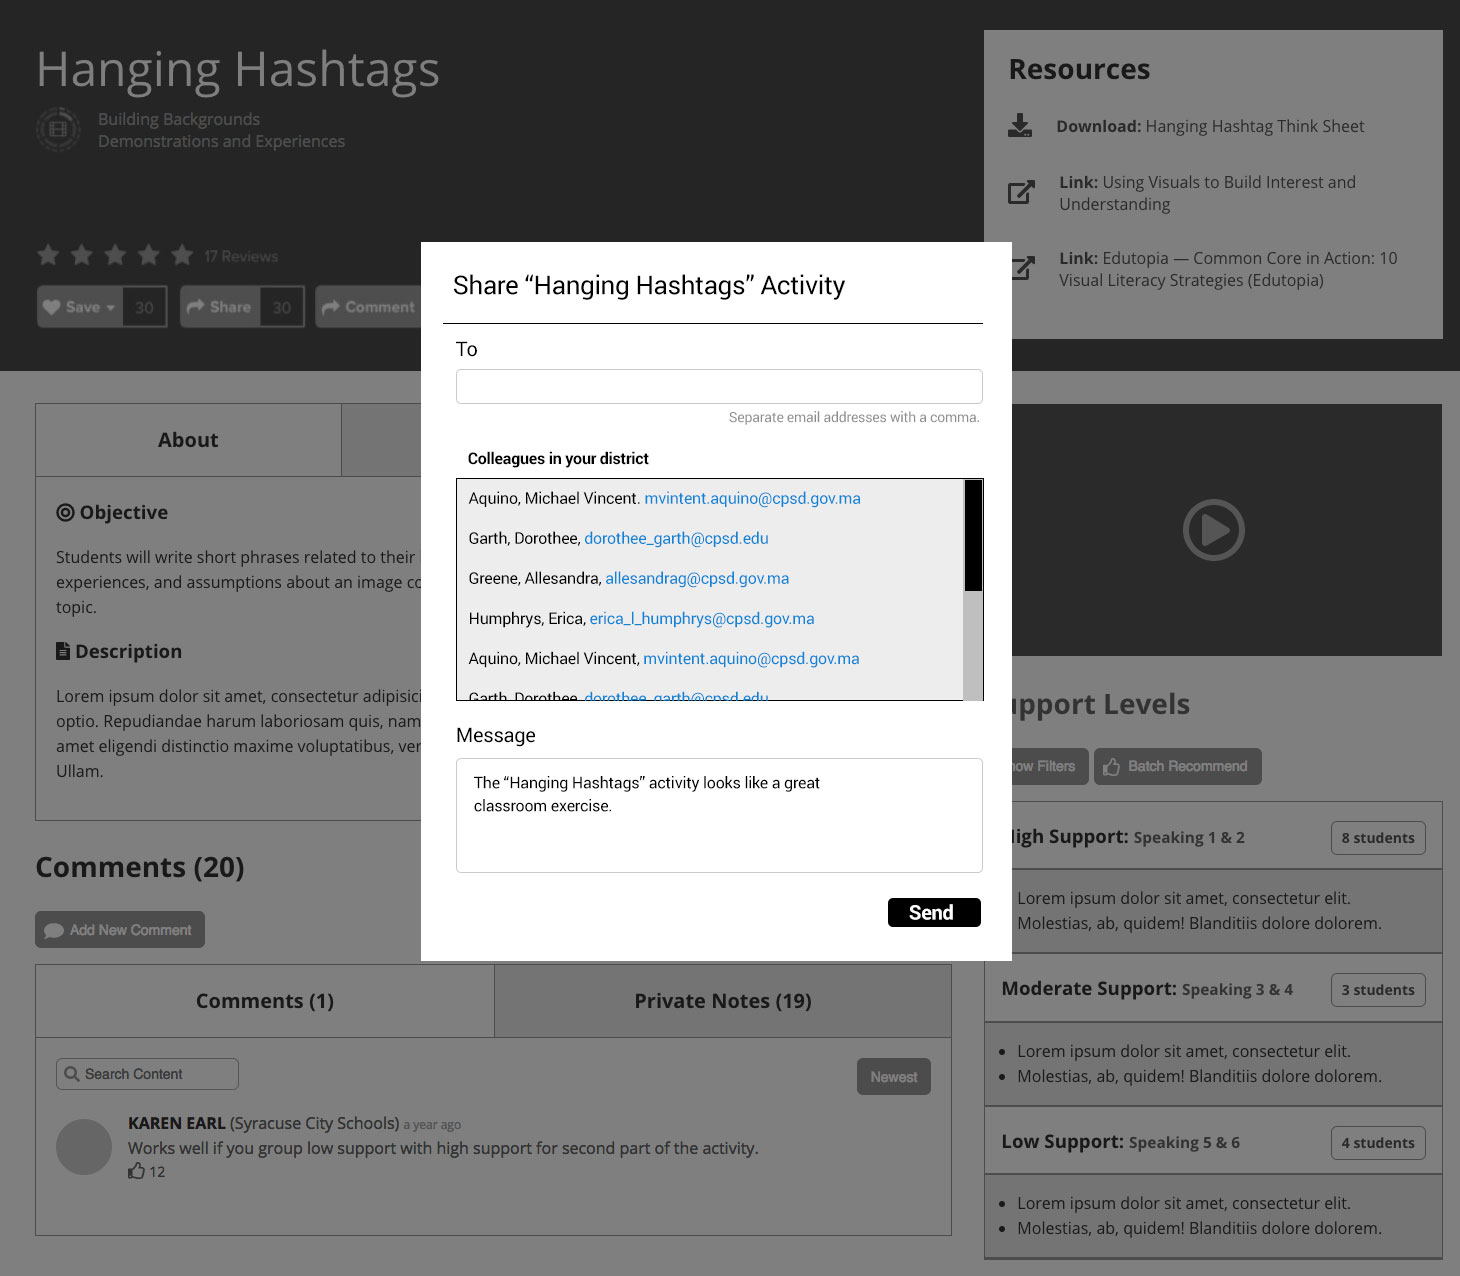 Hanging Hashtags
Building Backgrounds
Demonstrations and Experiences
17 Reviews
Save 30
Share 30
Comment
Resources
Download: Hanging Hashtag Think Sheet
Link: Using Visuals to Build Interest and
Understanding
Link: Edutopia — Common Core in Action: 10
Visual Literacy Strategies (Edutopia)
Share “Hanging Hashtags” Activity
To
Separate email addresses with a comma.
Colleagues in your district
Aquino, Michael Vincent. mvintent.aquino@cpsd.gov.ma
Garth, Dorothee, dorothee_garth@cpsd.edu
Greene, Allesandra, allesandrag@cpsd.gov.ma
Humphrys, Erica, erica_l_humphrys@cpsd.gov.ma
Aquino, Michael Vincent, mvintent.aquino@cpsd.gov.ma
Garth, Dorothee, dorothee_garth@cpsd.edu
Message
The “Hanging Hashtags” activity looks like a great
classroom exercise.
Send
About
Objective
Students will write short phrases related to their
experiences, and assumptions about an image
topic.
Description
Lorem ipsum dolor sit amet, consectetur adipisici
optio. Repudiandae harum laboriosam quis, nam
amet eligendi distinctio maxime voluptatibus,
Ullam.
Comments (20)
Add New Comment
Comments (1)
Private Notes (19)
Search Content
Newest
KAREN EARL (Syracuse City Schools) a year ago
Works well if you group low support with high support for second part of the activity.
12
upport Levels
ow Filters
Batch Recommend
igh Support: Speaking 1 & 2
8 students
Lorem ipsum dolor sit amet, consectetur elit.
Molestias, ab, quidem! Blanditiis dolore dolorem.
Moderate Support: Speaking 3 & 4
3 students
Lorem ipsum dolor sit amet, consectetur elit.
Molestias, ab, quidem! Blanditiis dolore dolorem.
Low Support: Speaking 5 & 6
4 students
Lorem ipsum dolor sit amet, consectetur elit.
Molestias, ab, quidem! Blanditiis dolore dolorem.